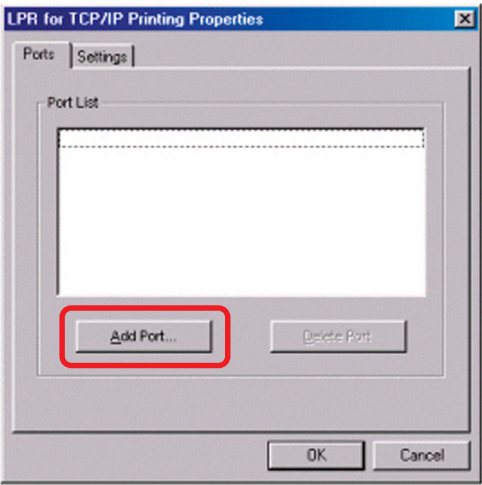 LPR for TCP/IP Printing Properties
Ports
Settings
Port List
Add Port...
Delete Port
OK
Cancel